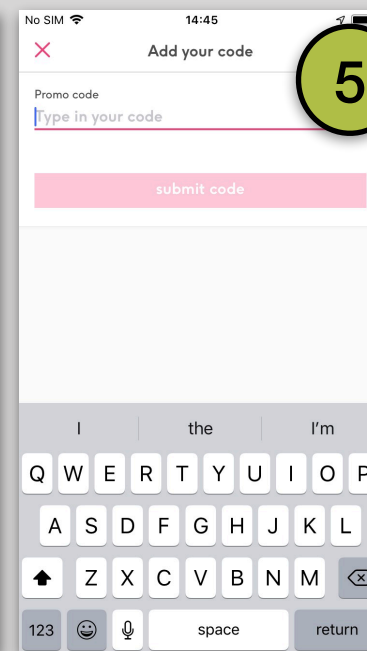 No SIM 14:45
Add your code
5
Promo code
Type in your code
submit code
I the I'm
Q W E R T Y U I O P
A S D F G H J K L
Z X C V B N M
123 space return